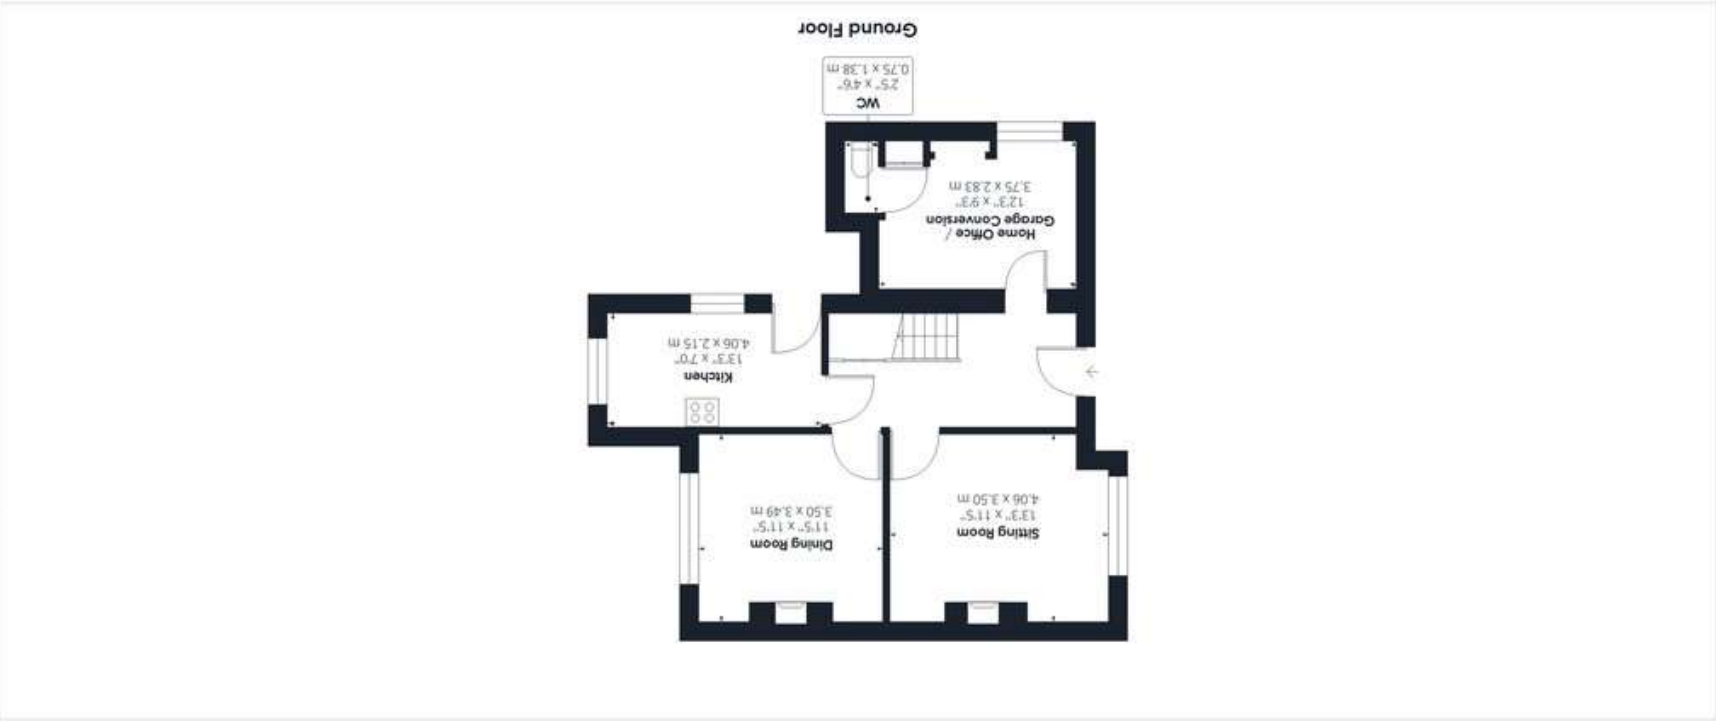 Sitting Room
13'3" x 11'5"
4.06 x 3.50 m
Dining Room
11'5" x 11'5"
3.50 x 3.49 m
Kitchen
13'3" x 7'0"
4.06 x 2.15 m
Home Office /
Garage Conversion
12'3" x 9'3"
3.75 x 2.83 m
WC
2'5" x 4'6"
0.75 x 1.38 m
Ground Floor